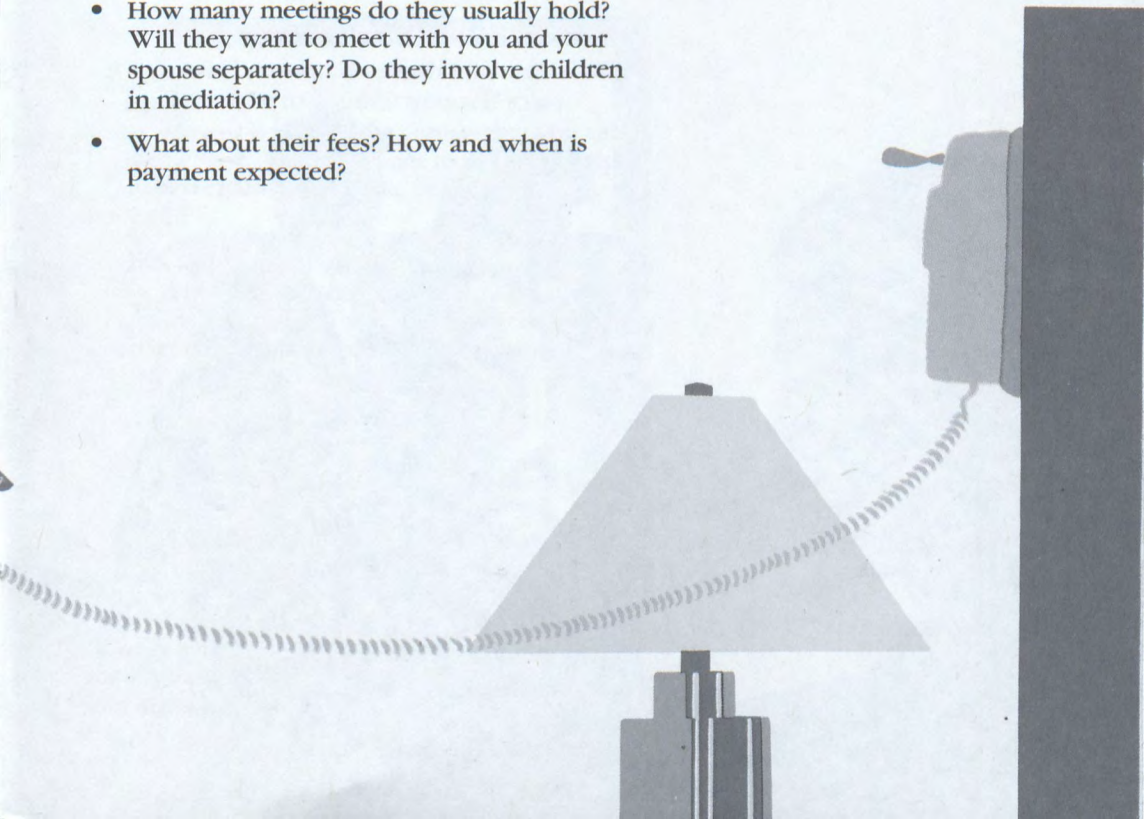 • How many meetings do they usually hold?
Will they want to meet with you and your
spouse separately? Do they involve children
in mediation?
• What about their fees? How and when is
payment expected?